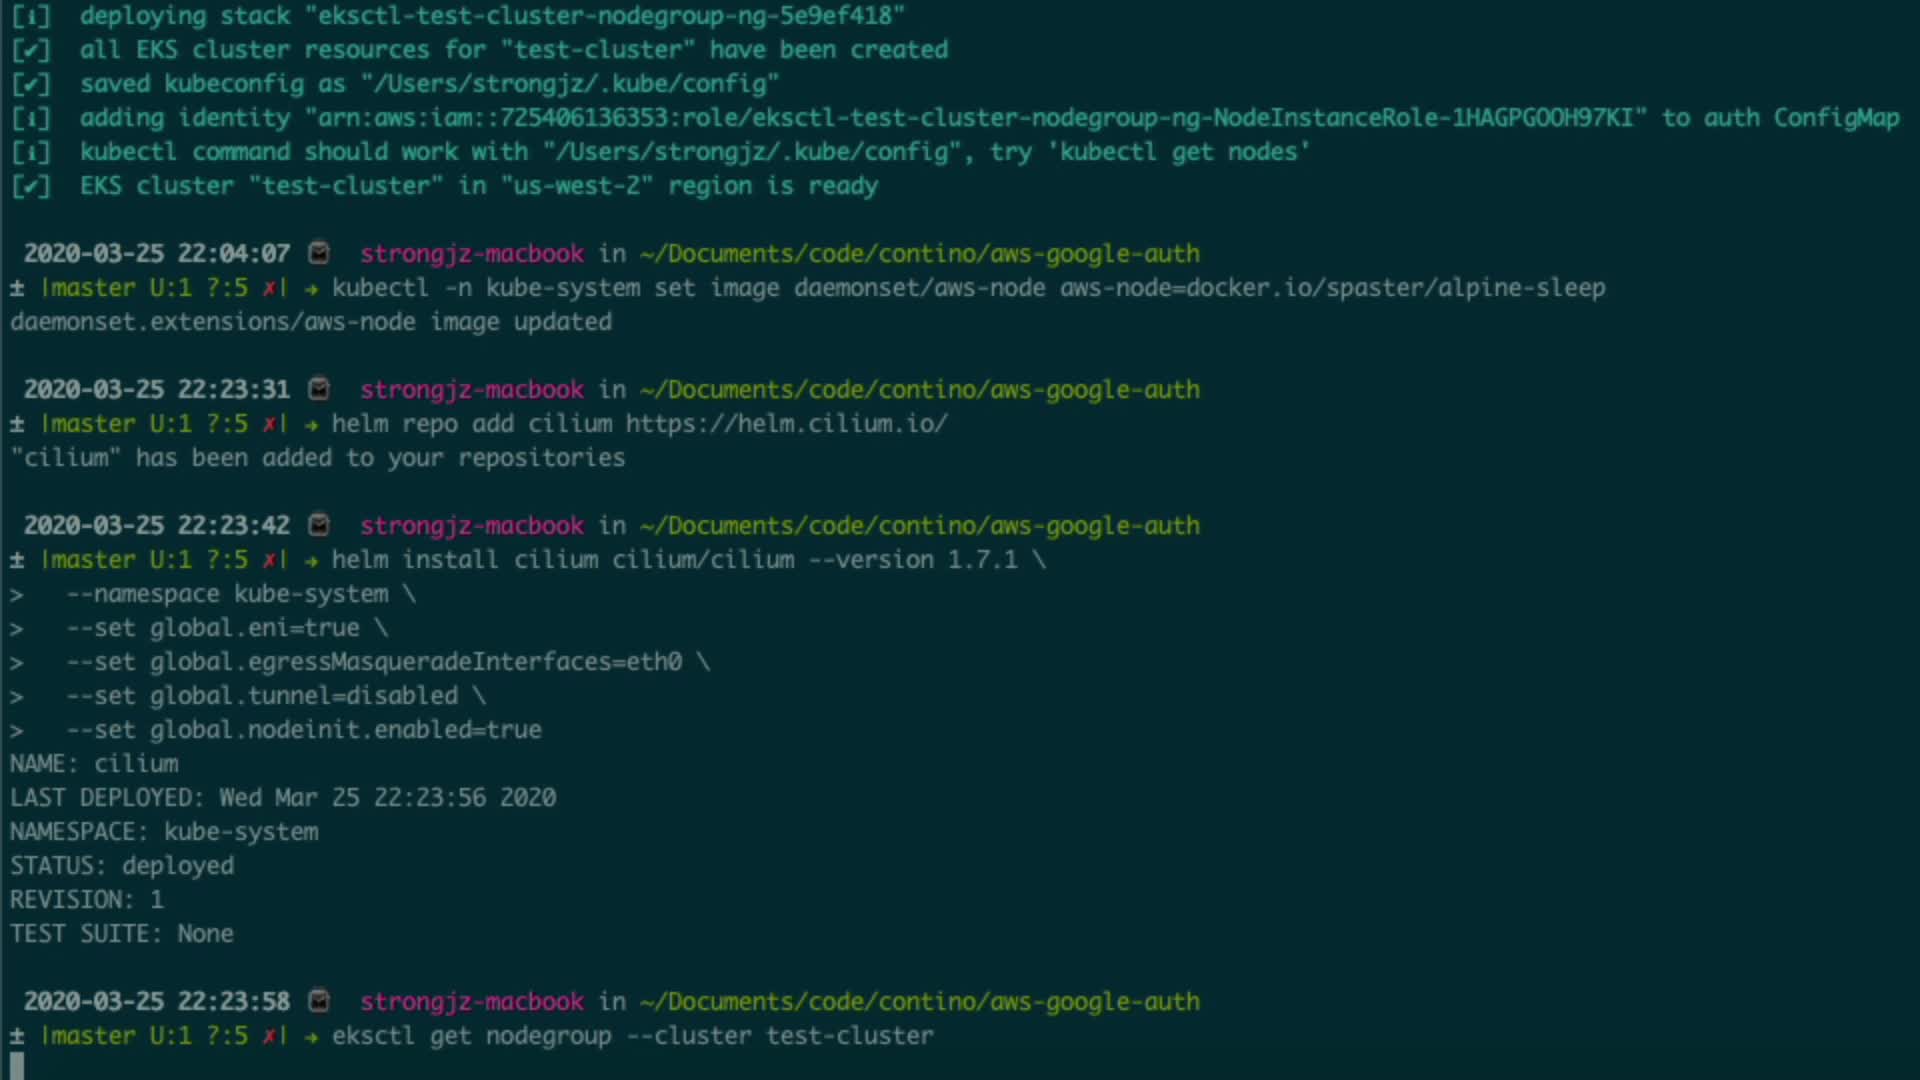 [ℹ]  deploying stack "eksctl-test-cluster-nodegroup-ng-5e9ef418"
[✔]  all EKS cluster resources for "test-cluster" have been created
[✔]  saved kubeconfig as "/Users/strongjz/.kube/config"
[ℹ]  adding identity "arn:aws:iam::725406136353:role/eksctl-test-cluster-nodegroup-ng-NodeInstanceRole-1HAGPGOOH97KI" to auth ConfigMap
[ℹ]  kubectl command should work with "/Users/strongjz/.kube/config", try 'kubectl get nodes'
[✔]  EKS cluster "test-cluster" in "us-west-2" region is ready
2020-03-25 22:04:07 strongjz-macbook in ~/Documents/code/contino/aws-google-auth
± |master U:1 ?:5 ✗| → kubectl -n kube-system set image daemonset/aws-node aws-node=docker.io/spaster/alpine-sleep
daemonset.extensions/aws-node image updated
2020-03-25 22:23:31 strongjz-macbook in ~/Documents/code/contino/aws-google-auth
± |master U:1 ?:5 ✗| → helm repo add cilium https://helm.cilium.io/
"cilium" has been added to your repositories
2020-03-25 22:23:42 strongjz-macbook in ~/Documents/code/contino/aws-google-auth
± |master U:1 ?:5 ✗| → helm install cilium cilium/cilium --version 1.7.1 \
>   --namespace kube-system \
>   --set global.eni=true \
>   --set global.egressMasqueradeInterfaces=eth0 \
>   --set global.tunnel=disabled \
>   --set global.nodeinit.enabled=true
NAME: cilium
LAST DEPLOYED: Wed Mar 25 22:23:56 2020
NAMESPACE: kube-system
STATUS: deployed
REVISION: 1
TEST SUITE: None
2020-03-25 22:23:58 strongjz-macbook in ~/Documents/code/contino/aws-google-auth
± |master U:1 ?:5 ✗| → eksctl get nodegroup --cluster test-cluster